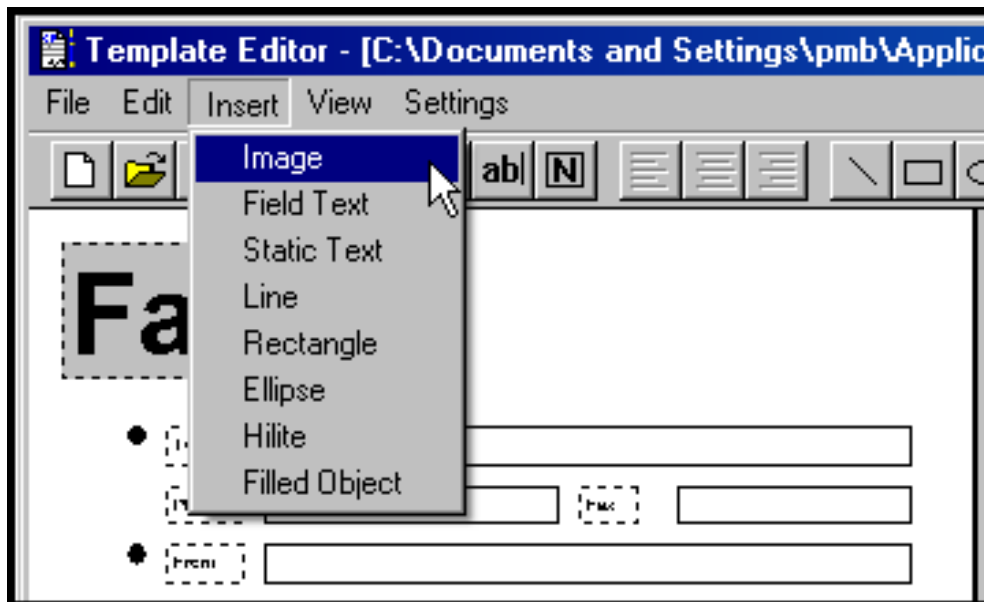 Template Editor - [C:\Documents and Settings\pmb\Applic
File Edit Insert View Settings
Image
ab| N
Field Text
Static Text
Fa
Line
Rectangle
Ellipse
Hilite
Filled Object
Fax
From